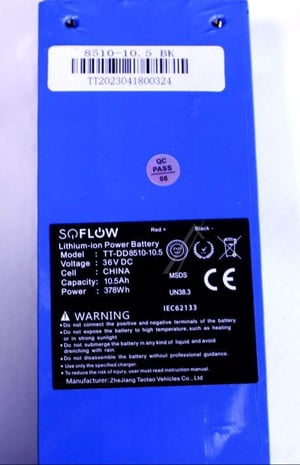 8510-10.5 BK
TT2023041800324
QC
PASS
08
SOFLOW Red + Black -
Lithium-ion Power Battery
Model : TT-DD8510-10.5
Voltage : 36V DC
Cell : CHINA
Capacity: 10.5Ah
Power : 378Wh
MSDS
UN38.3
CE
IEC62133
WARNING
• Do not connect the positive and negative terminals of the battery.
• Do not expose the battery to high temperature, such as heating
or in strong sunlight
• Do not submerge the battery in any kind of liquid and avoid
drenching with rain.
• Do not disassemble the battery without professional guidance.
• Use only the specified charger.
• To reduce the risk of injury, user must read instruction manual.
Manufacturer: ZheJiang Taotao Vehicles Co., Ltd